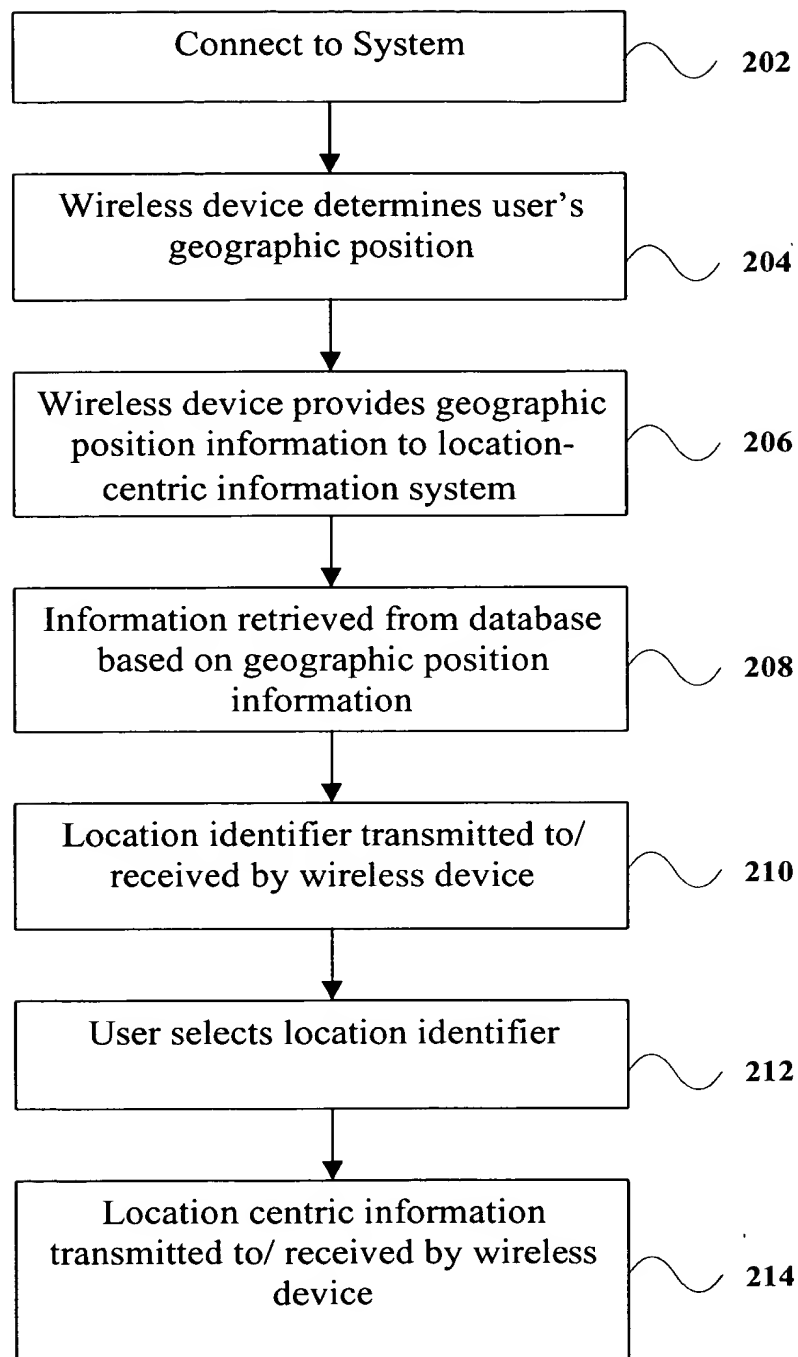 Connect to System
202
Wireless device determines user's
geographic position
204
Wireless device provides geographic
position information to location-
centric information system
206
Information retrieved from database
based on geographic position
information
208
Location identifier transmitted to/
received by wireless device
210
User selects location identifier
212
Location centric information
transmitted to/ received by wireless
device
214